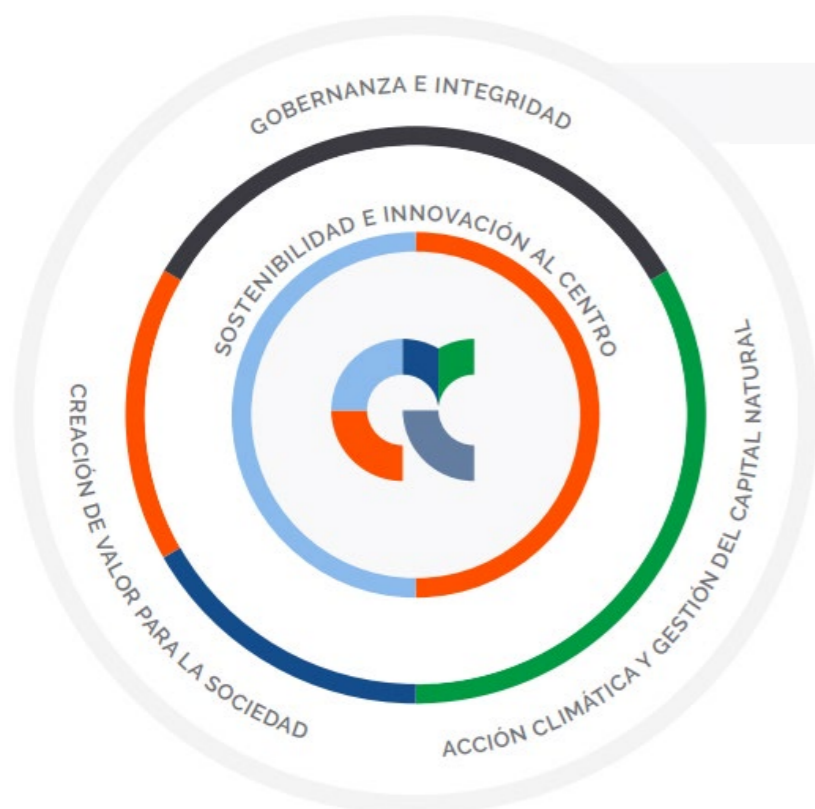 GOBERNANZA E INTEGRIDAD
SOSTENIBILIDAD E INNOVACIÓN AL CENTRO
CREACIÓN DE VALOR PARA LA SOCIEDAD
ACCIÓN CLIMÁTICA Y GESTIÓN DEL CAPITAL NATURAL